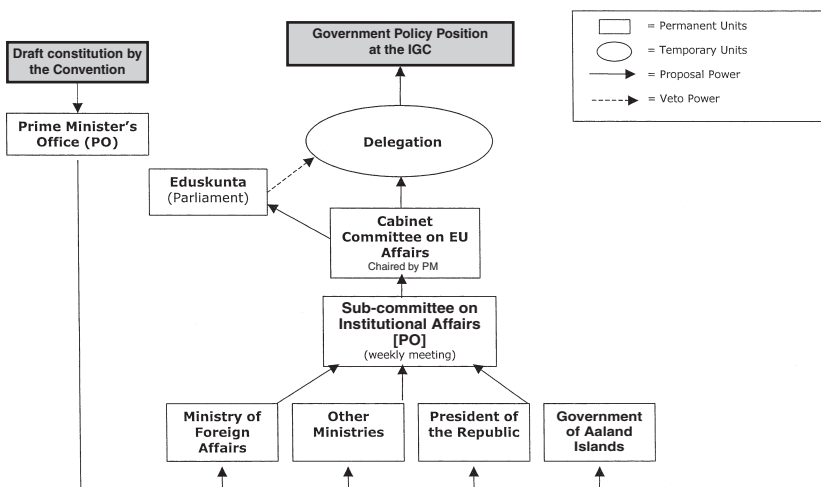 Draft constitution by
the Convention
Government Policy Position
at the IGC
= Permanent Units
= Temporary Units
= Proposal Power
= Veto Power
Prime Minister's
Office (PO)
Delegation
Eduskunta
(Parliament)
Cabinet
Committee on EU
Affairs
Chaired by PM
Sub-committee on
Institutional Affairs
[PO]
(weekly meeting)
Ministry of
Foreign
Affairs
Other
Ministries
President of
the Republic
Government
of Aaland
Islands